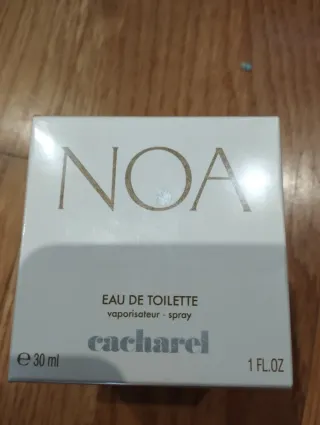 NOA
EAU DE TOILETTE
vaporisateur - spray
cacharel
℮ 30 ml
1 FL.OZ